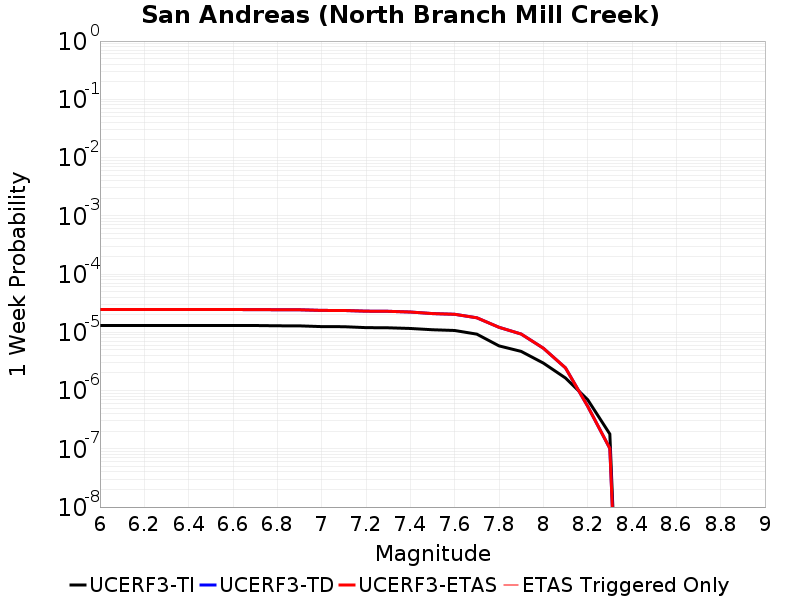 San Andreas (North Branch Mill Creek)
10^0
10^-1
10^-2
10^-3
10^-4
10^-5
10^-6
10^-7
10^-8
1 Week Probability
6 6.2 6.4 6.6 6.8 7 7.2 7.4 7.6 7.8 8 8.2 8.4 8.6 8.8 9
Magnitude
UCERF3-TI UCERF3-TD UCERF3-ETAS ETAS Triggered Only